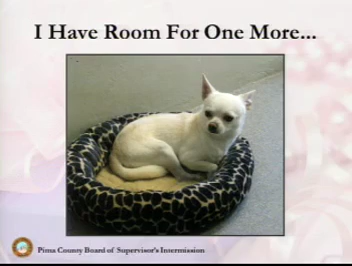 I Have Room For One More...
Pima County Board of Supervisor's Intermission